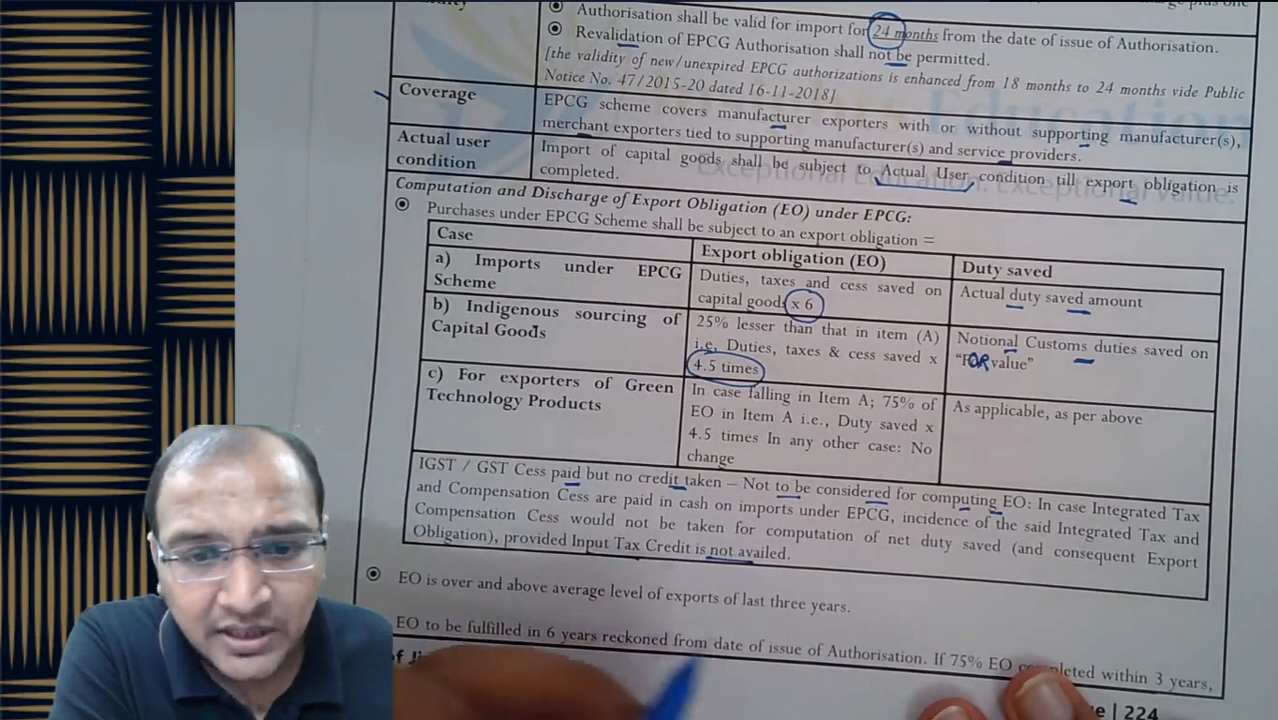 Authorisation shall be valid for import for 24 months from the date of issue of Authorisation.
Revalidation of EPCG Authorisation shall not be permitted.
[the validity of new/unexpired EPCG authorizations is enhanced from 18 months to 24 months vide Public
Notice No. 47/2015-20 dated 16-11-2018]
Coverage
EPCG scheme covers manufacturer exporters with or without supporting manufacturer(s),
merchant exporters tied to supporting manufacturer(s) and service providers.
Actual user
condition
Import of capital goods shall be subject to Actual User condition till export obligation is
completed.
Exceptional Education. Exceptional Value.
Computation and Discharge of Export Obligation (EO) under EPCG:
Purchases under EPCG Scheme shall be subject to an export obligation =
Case
Export obligation (EO)
Duty saved
a) Imports under EPCG
Scheme
Duties, taxes and cess saved on
capital goods x 6
Actual duty saved amount
b) Indigenous sourcing of
Capital Goods
25% lesser than that in item (A)
i.e, Duties, taxes & cess saved x
4.5 times
Notional Customs duties saved on
"FOR value"
c) For exporters of Green
Technology Products
In case falling in Item A; 75% of
EO in Item A i.e., Duty saved x
4.5 times In any other case: No
change
As applicable, as per above
IGST / GST Cess paid but no credit taken – Not to be considered for computing EO: In case Integrated Tax
and Compensation Cess are paid in cash on imports under EPCG, incidence of the said Integrated Tax and
Compensation Cess would not be taken for computation of net duty saved (and consequent Export
Obligation), provided Input Tax Credit is not availed.
EO is over and above average level of exports of last three years.
EO to be fulfilled in 6 years reckoned from date of issue of Authorisation. If 75% EO completed within 3 years,
| 224